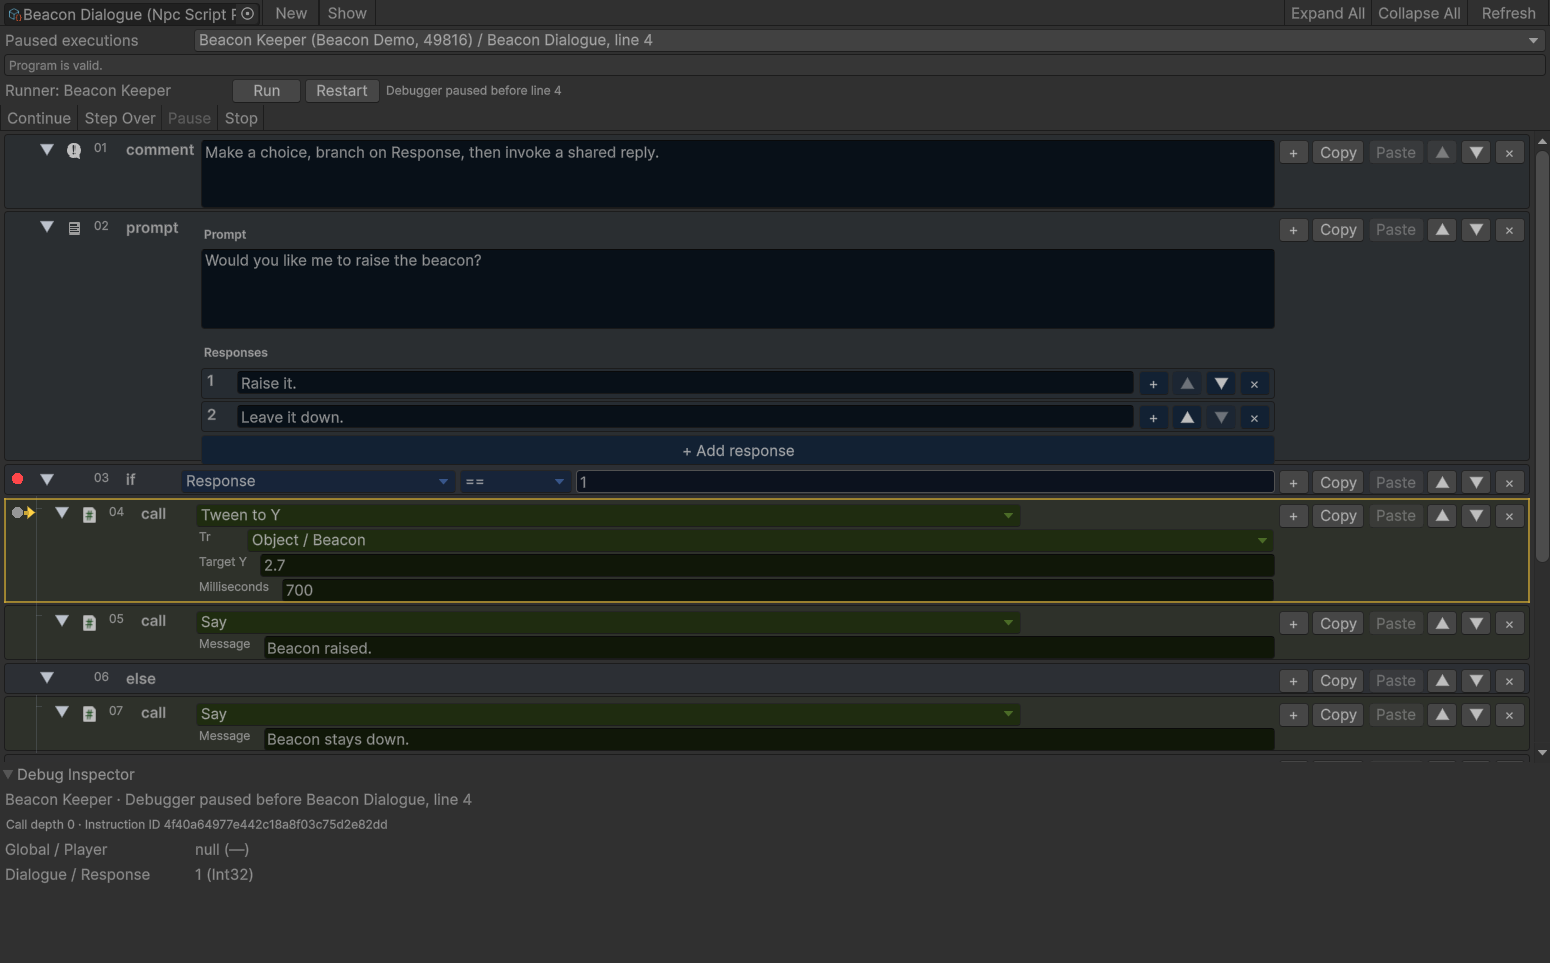 Beacon Dialogue (Npc Script P New Show Expand All Collapse All Refresh
Paused executions Beacon Keeper (Beacon Demo, 49816) / Beacon Dialogue, line 4
Program is valid.
Runner: Beacon Keeper Run Restart Debugger paused before line 4
Continue Step Over Pause Stop
01 comment Make a choice, branch on Response, then invoke a shared reply. + Copy Paste ▲ ▼ ×
02 prompt Prompt + Copy Paste ▲ ▼ ×
Would you like me to raise the beacon?
Responses
1 Raise it. + ▲ ▼ ×
2 Leave it down. + ▲ ▼ ×
+ Add response
03 if Response == 1 + Copy Paste ▲ ▼ ×
04 call Tween to Y + Copy Paste ▲ ▼ ×
Tr Object / Beacon
Target Y 2.7
Milliseconds 700
05 call Say + Copy Paste ▲ ▼ ×
Message Beacon raised.
06 else + Copy Paste ▲ ▼ ×
07 call Say + Copy Paste ▲ ▼ ×
Message Beacon stays down.
Debug Inspector
Beacon Keeper · Debugger paused before Beacon Dialogue, line 4
Call depth 0 · Instruction ID 4f40a64977e442c18a8f03c75d2e82dd
Global / Player null (—)
Dialogue / Response 1 (Int32)